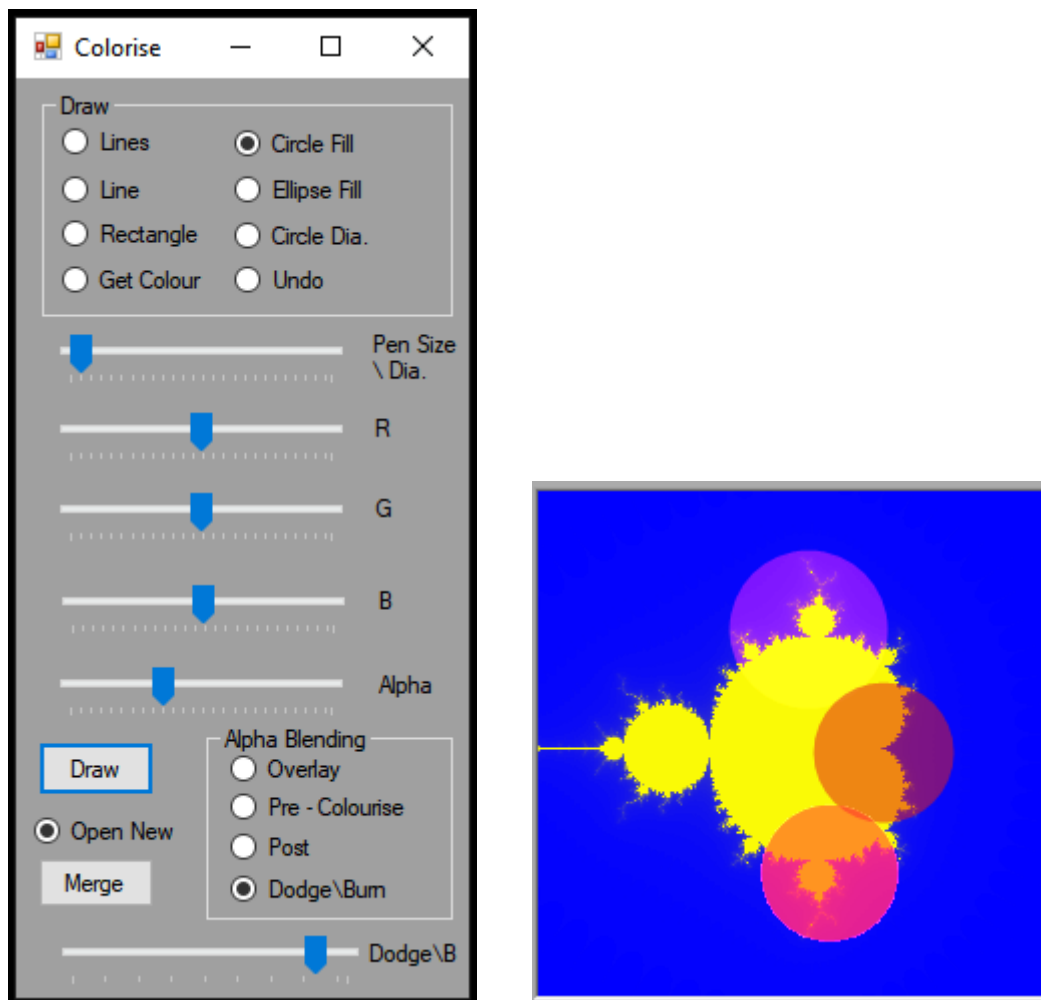 Colorise
Draw
Lines
Circle Fill
Line
Ellipse Fill
Rectangle
Circle Dia.
Get Colour
Undo
Pen Size
\ Dia.
R
G
B
Alpha
Draw
Alpha Blending
Overlay
Pre - Colourise
Open New
Post
Merge
Dodge\Burn
Dodge\B